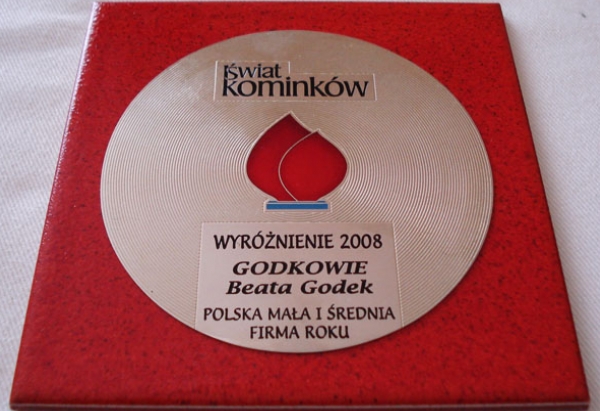 świat
kominków
WYRÓŻNIENIE 2008
GODKOWIE
Beata Godek
POLSKA MAŁA I ŚREDNIA
FIRMA ROKU